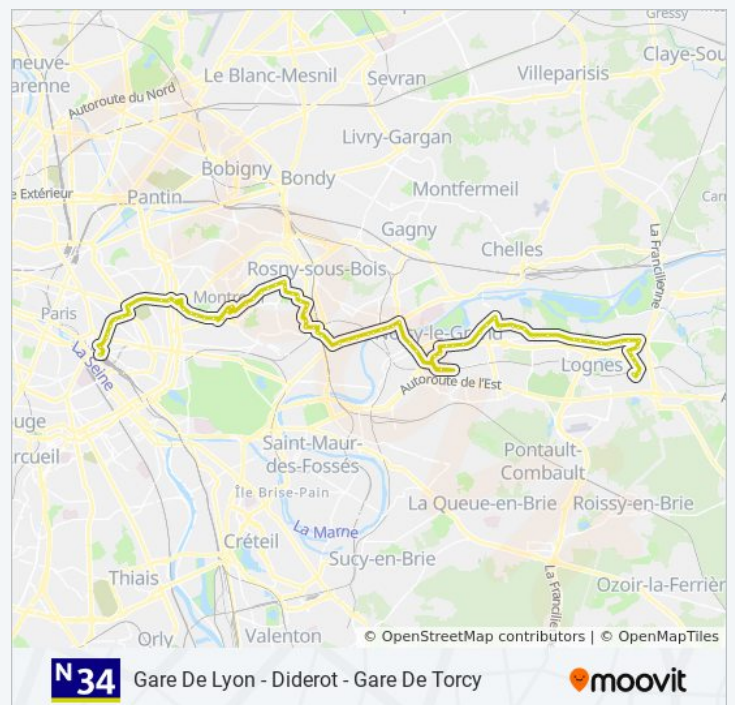 Gressy
Claye-Sou
neuve-
arenne
Le Blanc-Mesnil
Sevran
Villeparisis
Autoroute du Nord
Livry-Gargan
Bobigny
Bondy
e Extérieur
Pantin
Montfermeil
Gagny
Chelles
La Francilienne
Rosny-sous-Bois
Paris
Montre
y-le-Grand
La Seine
Lognes
Autoroute de l'Est
ouge
Saint-Maur-
des-Fossés
Pontault-
Combault
rcueil
Île Brise-Pain
La Queue-en-Brie
Roissy-en-Brie
La Marne
Créteil
Sucy-en-Brie
Thiais
La Francilie
Ozoir-la-Ferrièr
Orly
Valenton
© OpenStreetMap contributors | © OpenMapTiles
N 34
Gare De Lyon - Diderot - Gare De Torcy
moovit